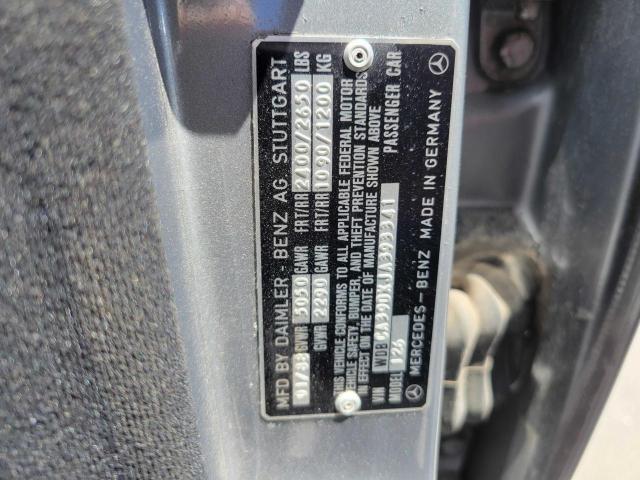 MFD BY DAIMLER-BENZ AG STUTTGART
01/88 GVWR 5050 GAWR FRT/RR 2400/2650 LBS
GVWR 2290 GAWR FRT/RR 1090/1200 KG
THIS VEHICLE CONFORMS TO ALL APPLICABLE FEDERAL MOTOR
VEHICLE SAFETY, BUMPER, AND THEFT PREVENTION STANDARDS
IN EFFECT ON THE DATE OF MANUFACTURE SHOWN ABOVE.
VIN WDB CA39DXJA393341 PASSENGER CAR
MODEL 126
MERCEDES-BENZ MADE IN GERMANY